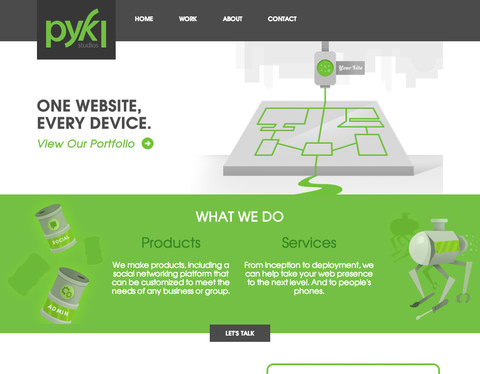 pyki
studios
HOME WORK ABOUT CONTACT
Your Site
ONE WEBSITE,
EVERY DEVICE.
View Our Portfolio
WHAT WE DO
SOCIAL
ADMIN
Products
We make products, including a
social networking platform that
can be customized to meet the
needs of any business or group.
Services
From inception to deployment, we
can help take your web presence
to the next level. And to people's
phones.
LET'S TALK